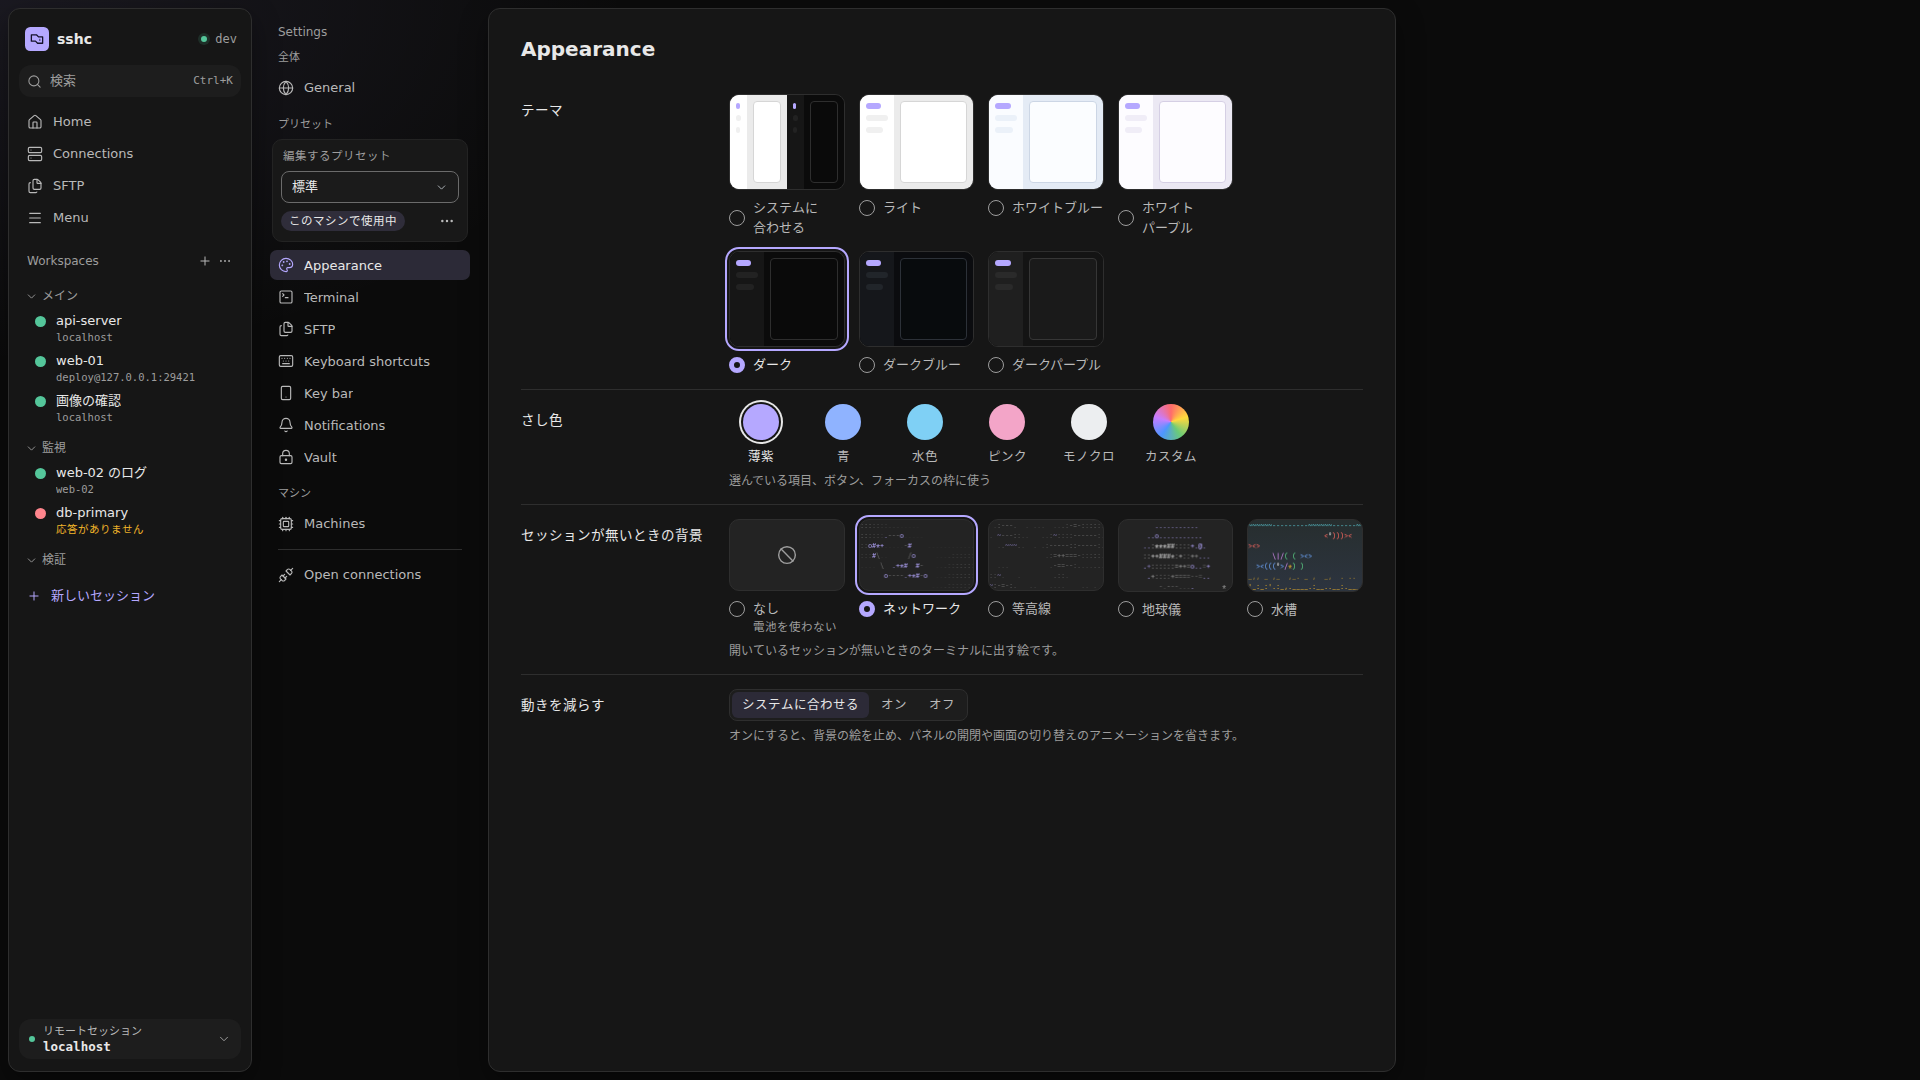 sshc
dev
検索
Ctrl+K
Home
Connections
SFTP
Menu
Workspaces
メイン
api-server
localhost
web-01
deploy@127.0.0.1:29421
画像の確認
localhost
監視
web-02 のログ
web-02
db-primary
応答がありません
検証
新しいセッション
リモートセッション
localhost
Settings
全体
General
プリセット
編集するプリセット
標準
このマシンで使用中
Appearance
Terminal
SFTP
Keyboard shortcuts
Key bar
Notifications
Vault
マシン
Machines
Open connections
Appearance
テーマ
システムに
合わせる
ライト
ホワイトブルー
ホワイト
パープル
ダーク
ダークブルー
ダークパープル
さし色
薄紫
青
水色
ピンク
モノクロ
カスタム
選んでいる項目、ボタン、フォーカスの枠に使う
セッションが無いときの背景
なし
電池を使わない
ネットワーク
等高線
地球儀
水槽
開いているセッションが無いときのターミナルに出す絵です。
動きを減らす
システムに合わせる
オン
オフ
オンにすると、背景の絵を止め、パネルの開閉や画面の切り替えのアニメーションを省きます。